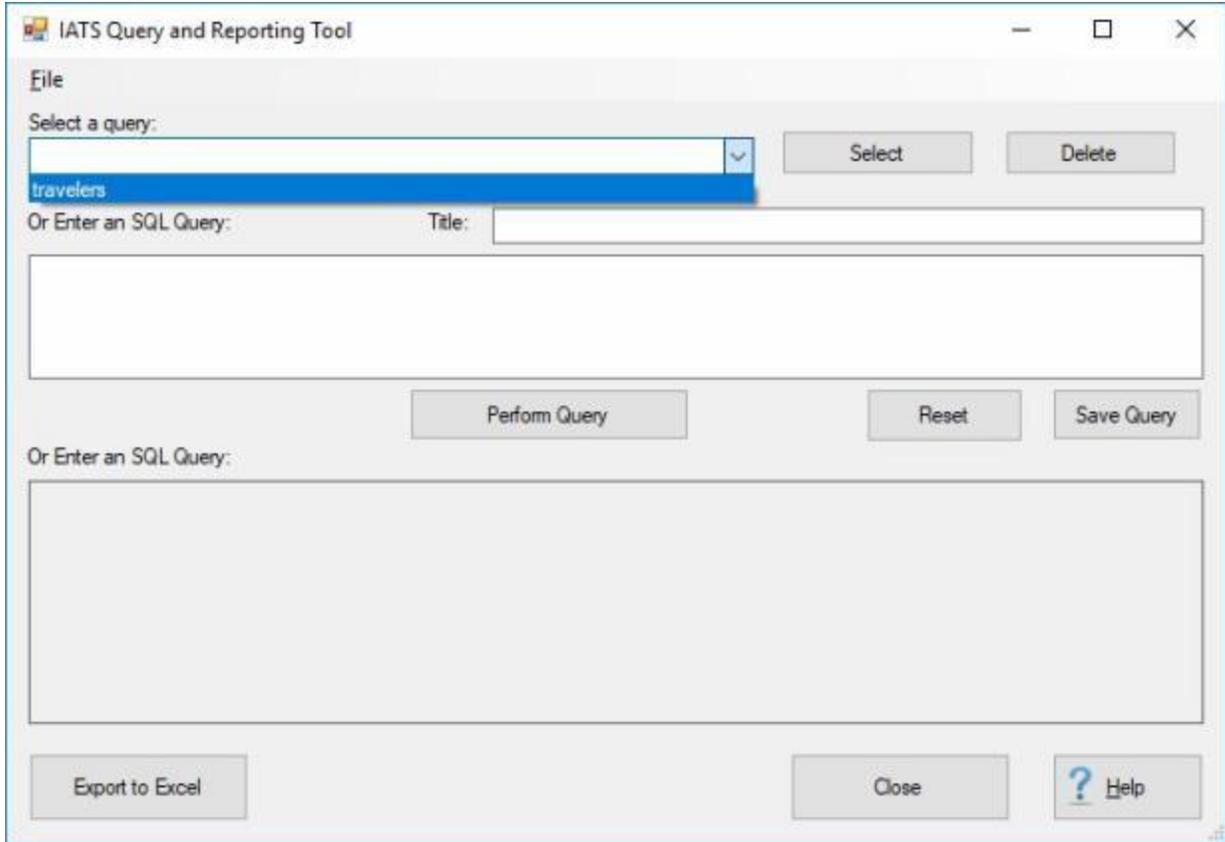 IATS Query and Reporting Tool
File
Select a query:
Select
Delete
travelers
Or Enter an SQL Query:
Title:
Perform Query
Reset
Save Query
Or Enter an SQL Query:
Export to Excel
Close
? Help